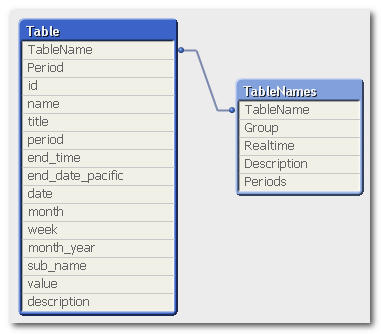 Table
TableName
Period
id
name
title
period
end_time
end_date_pacific
date
month
week
month_year
sub_name
value
description
TableNames
TableName
Group
Realtime
Description
Periods